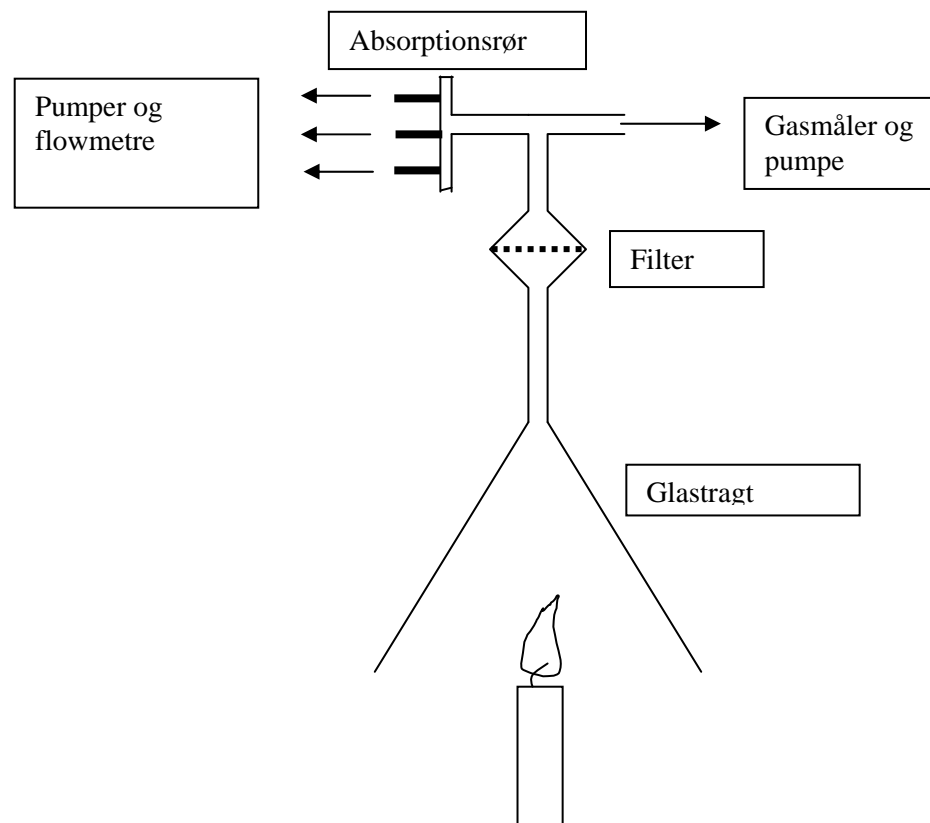 Absorptionsrør
Pumper og
flowmetre
Gasmåler og
pumpe
Filter
Glastragt